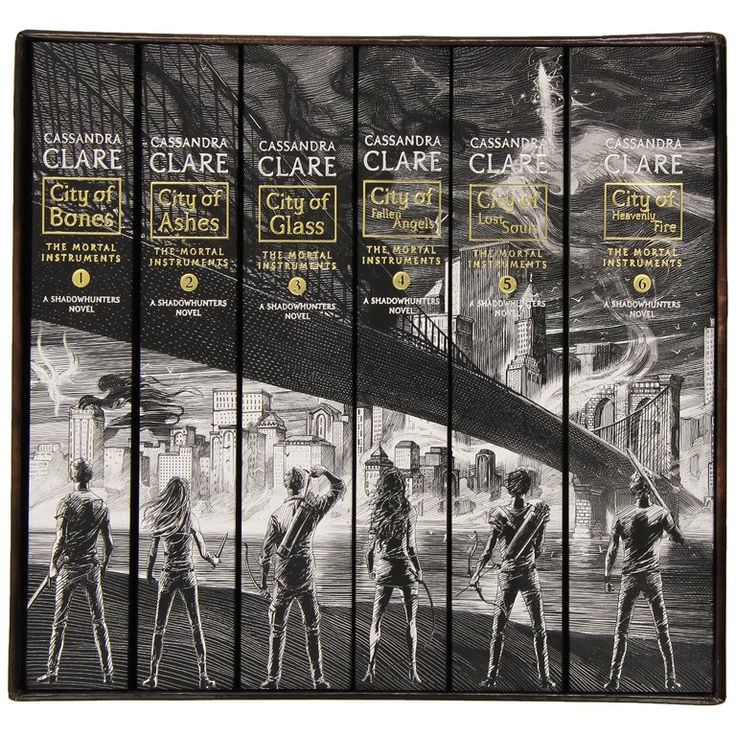 CASSANDRA
CLARE
City of
Bones
THE MORTAL
INSTRUMENTS
1
A SHADOWHUNTERS
NOVEL
CASSANDRA
CLARE
City of
Ashes
THE MORTAL
INSTRUMENTS
2
A SHADOWHUNTERS
NOVEL
CASSANDRA
CLARE
City of
Glass
THE MORTAL
INSTRUMENTS
3
A SHADOWHUNTERS
NOVEL
CASSANDRA
CLARE
City of
Fallen
Angels
THE MORTAL
INSTRUMENTS
4
A SHADOWHUNTERS
NOVEL
CASSANDRA
CLARE
City of
Lost
Souls
THE MORTAL
INSTRUMENTS
5
A SHADOWHUNTERS
NOVEL
CASSANDRA
CLARE
City of
Heavenly
Fire
THE MORTAL
INSTRUMENTS
6
A SHADOWHUNTERS
NOVEL